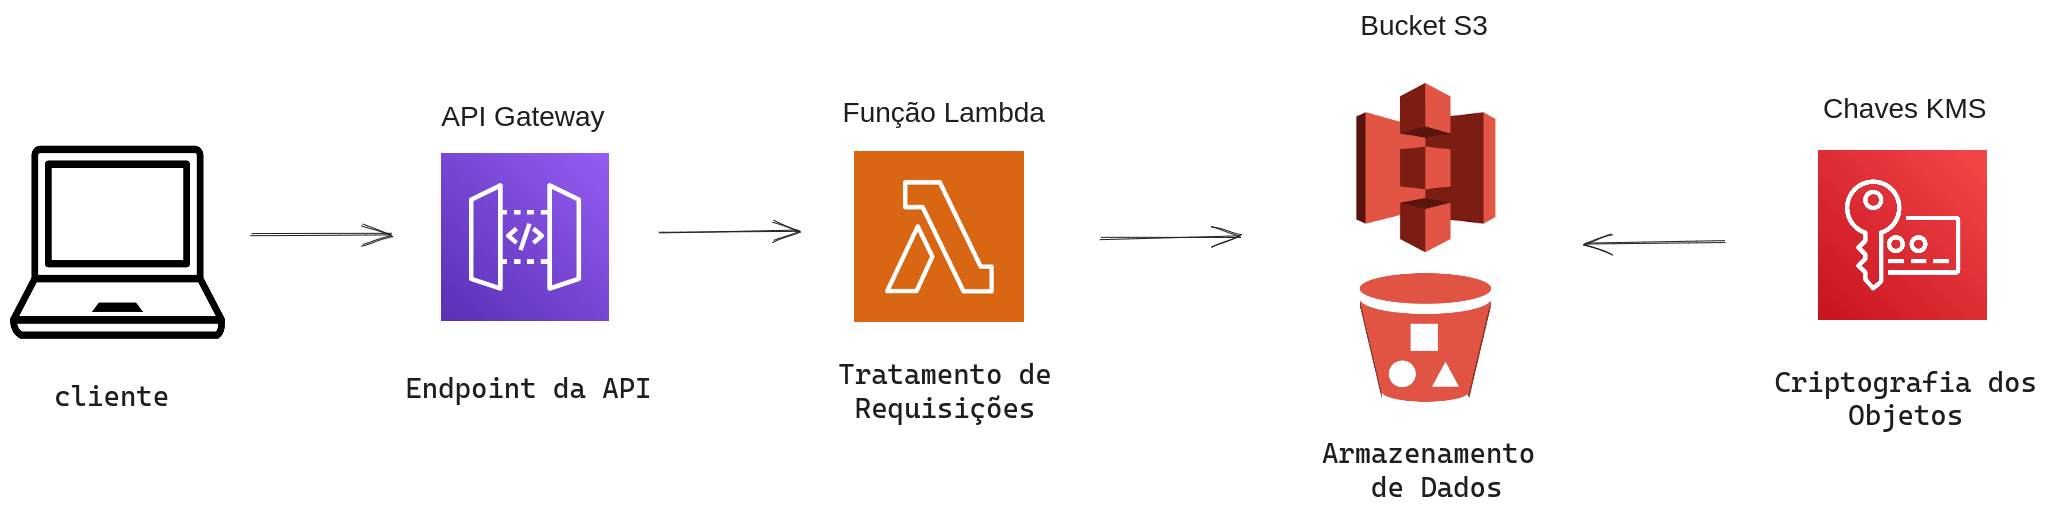 cliente
API Gateway
Endpoint da API
Função Lambda
Tratamento de
Requisições
Bucket S3
Armazenamento
de Dados
Chaves KMS
Criptografia dos
Objetos